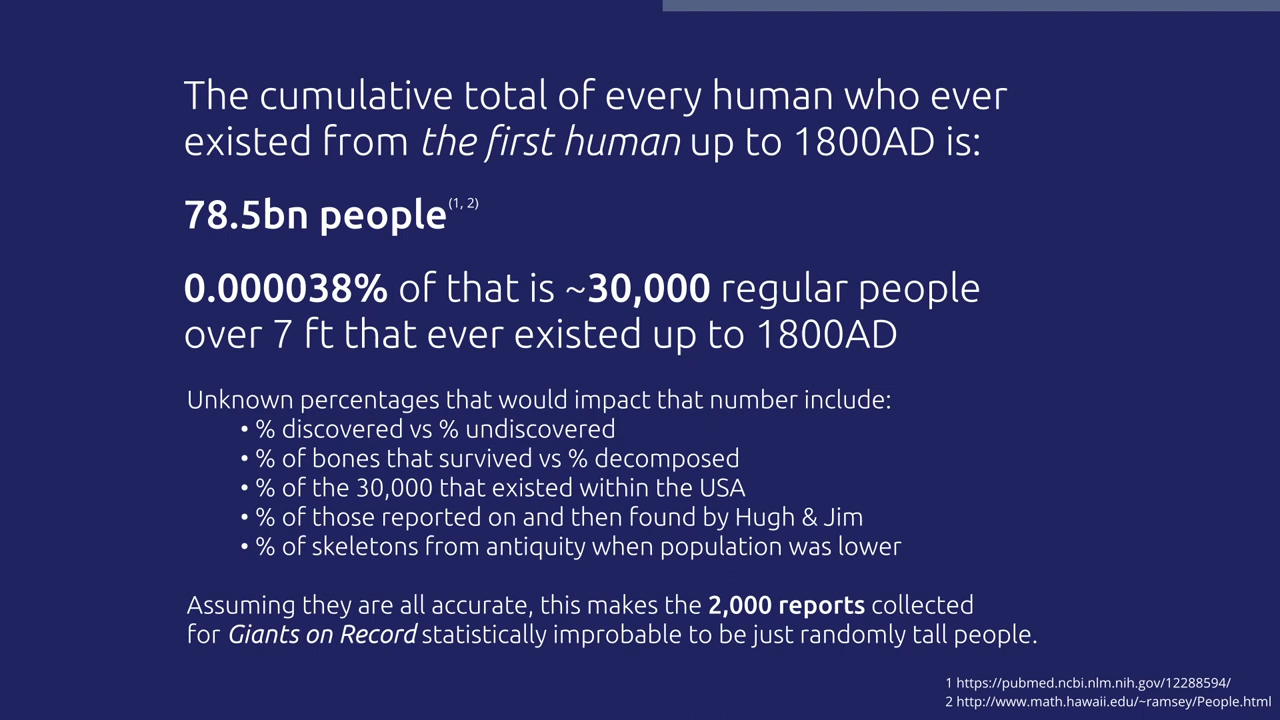 The cumulative total of every human who ever
existed from the first human up to 1800AD is:
78.5bn people(1, 2)
0.000038% of that is ~30,000 regular people
over 7 ft that ever existed up to 1800AD
Unknown percentages that would impact that number include:
• % discovered vs % undiscovered
• % of bones that survived vs % decomposed
• % of the 30,000 that existed within the USA
• % of those reported on and then found by Hugh & Jim
• % of skeletons from antiquity when population was lower
Assuming they are all accurate, this makes the 2,000 reports collected
for Giants on Record statistically improbable to be just randomly tall people.
1 https://pubmed.ncbi.nlm.nih.gov/12288594/
2 http://www.math.hawaii.edu/~ramsey/People.html